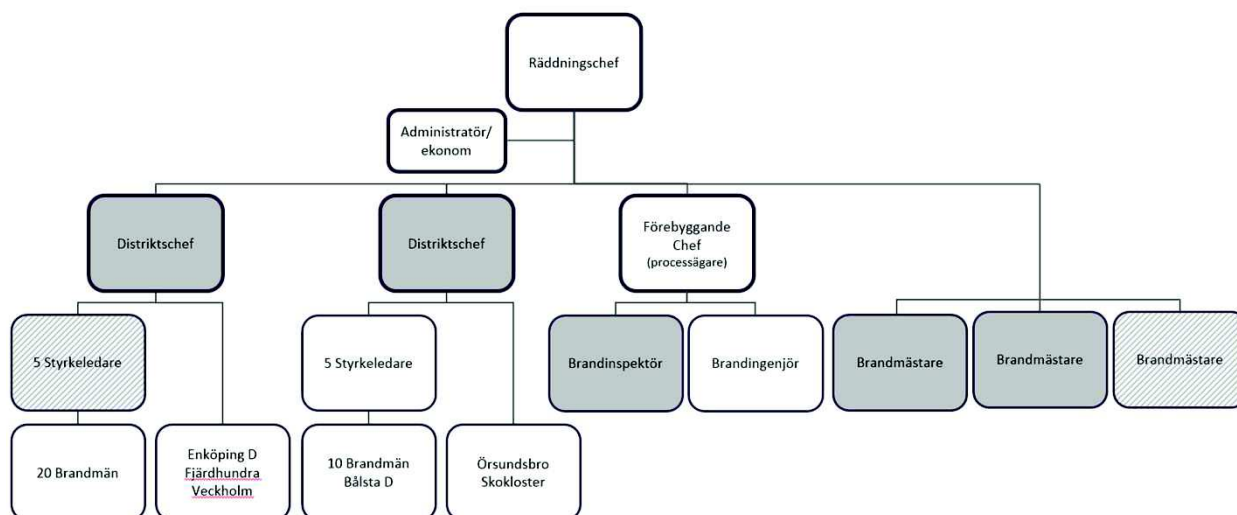 Räddningschef
Administratör/
ekonom
Distriktschef
Distriktschef
Förebyggande
Chef
(processägare)
5 Styrkeledare
5 Styrkeledare
Brandinspektör
Brandingenjör
Brandmästare
Brandmästare
Brandmästare
20 Brandmän
Enköping D
Fjärdhundra
Veckholm
10 Brandmän
Bålsta D
Örsundsbro
Skokloster